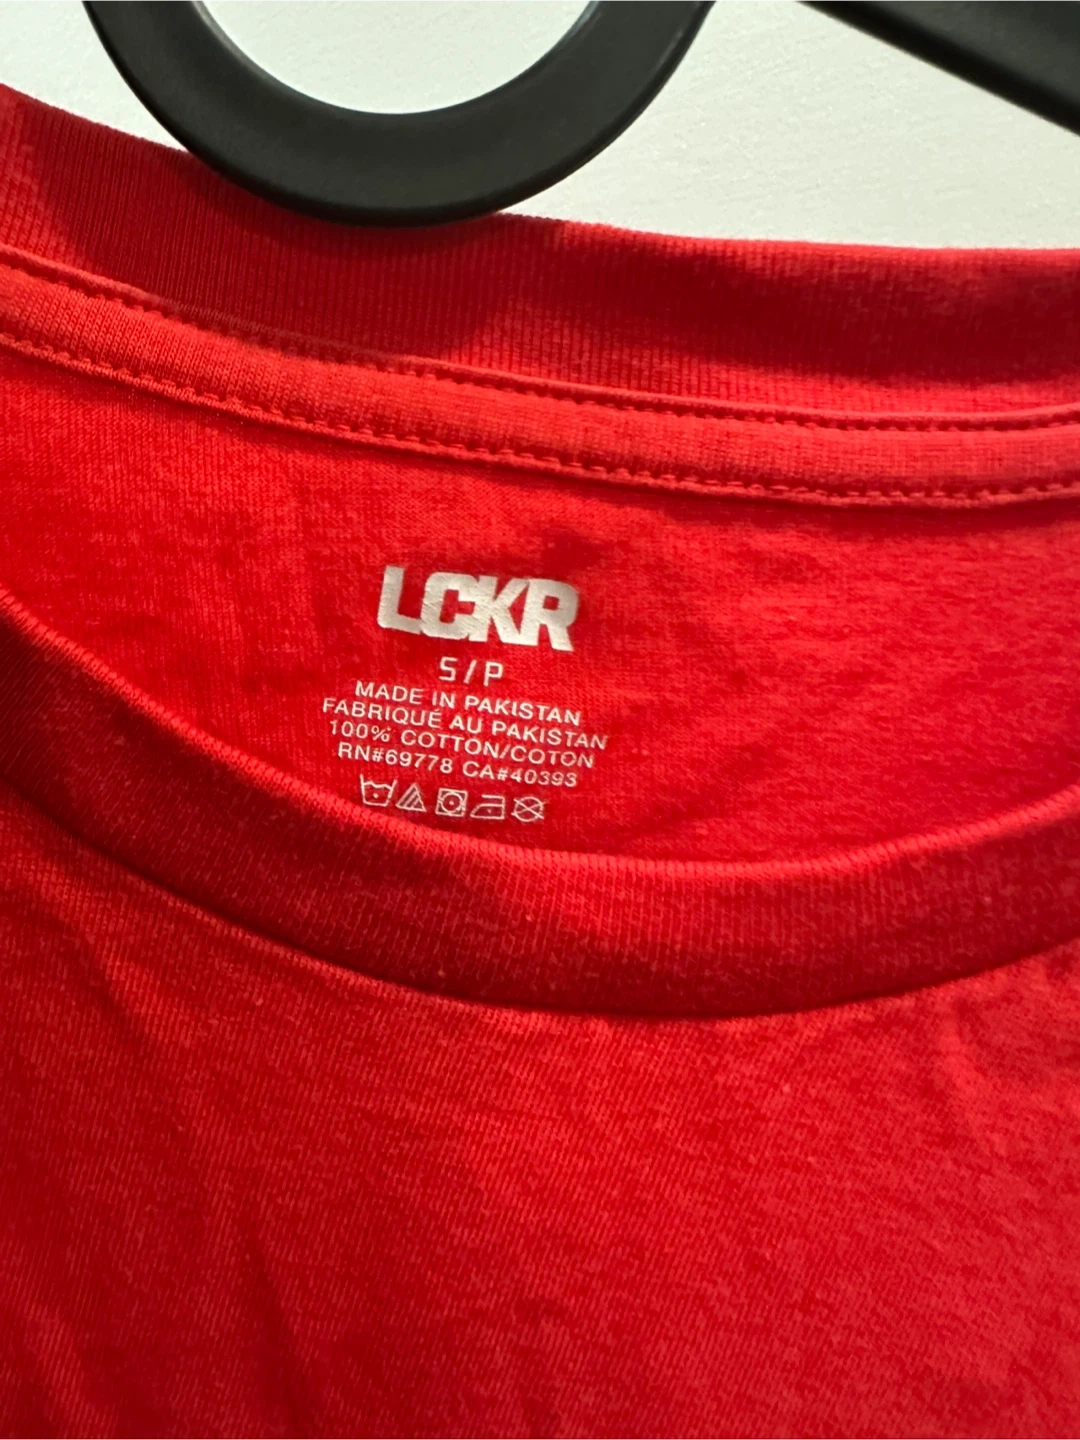 LCKR
S/P
MADE IN PAKISTAN
FABRIQUÉ AU PAKISTAN
100% COTTON/COTON
RN#69778 CA#40393